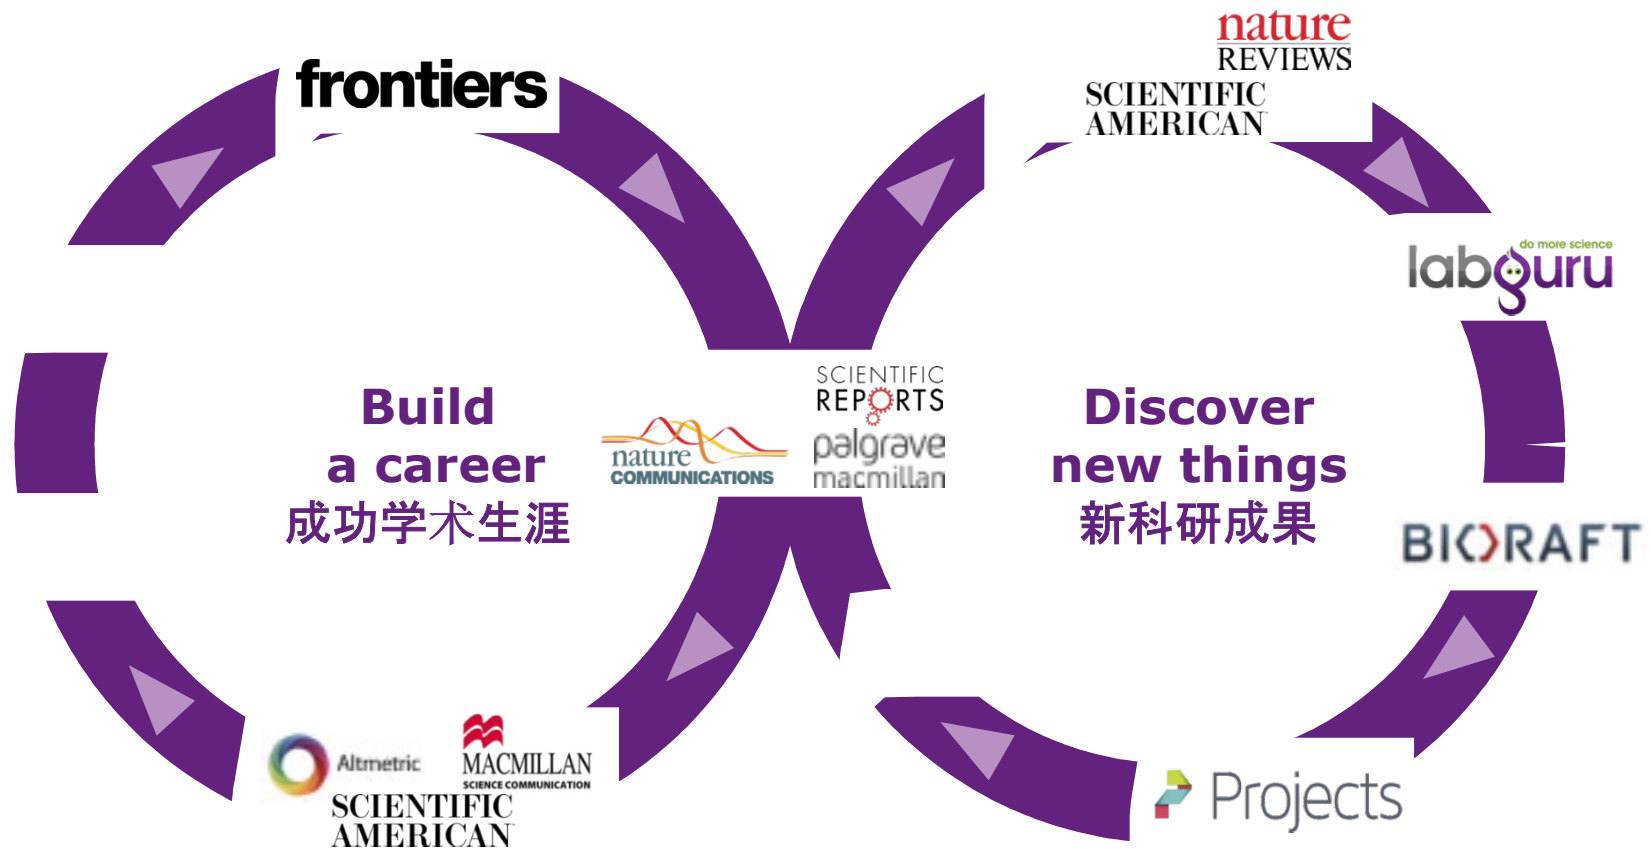 frontiers
nature
REVIEWS
SCIENTIFIC
AMERICAN
do more science
labguru
Build
a career
成功学术生涯
nature
COMMUNICATIONS
SCIENTIFIC
REPORTS
palgrave
macmillan
Discover
new things
新科研成果
BIORAFT
Altmetric
MACMILLAN
SCIENCE COMMUNICATION
SCIENTIFIC
AMERICAN
Projects